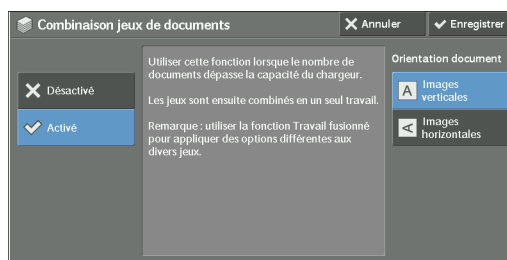 Combinaison jeux de documents
Annuler
Enregistrer
Désactivé
Activé
Utiliser cette fonction lorsque le nombre de
documents dépasse la capacité du chargeur.
Les jeux sont ensuite combinés en un seul travail.
Remarque : utiliser la fonction Travail fusionné
pour appliquer des options différentes aux
divers jeux.
Orientation document
A Images
verticales
A Images
horizontales